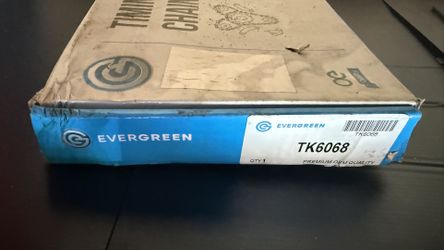 TIMIN
CHAIN
EVERGREEN
EVERGREEN
TK6068
TK6068
QTY 1
PREMIUM OEM QUALITY